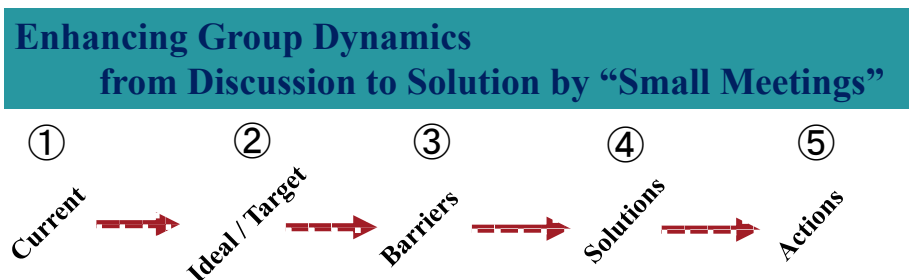 Enhancing Group Dynamics
from Discussion to Solution by “Small Meetings”
① ② ③ ④ ⑤
Current
Ideal / Target
Barriers
Solutions
Actions